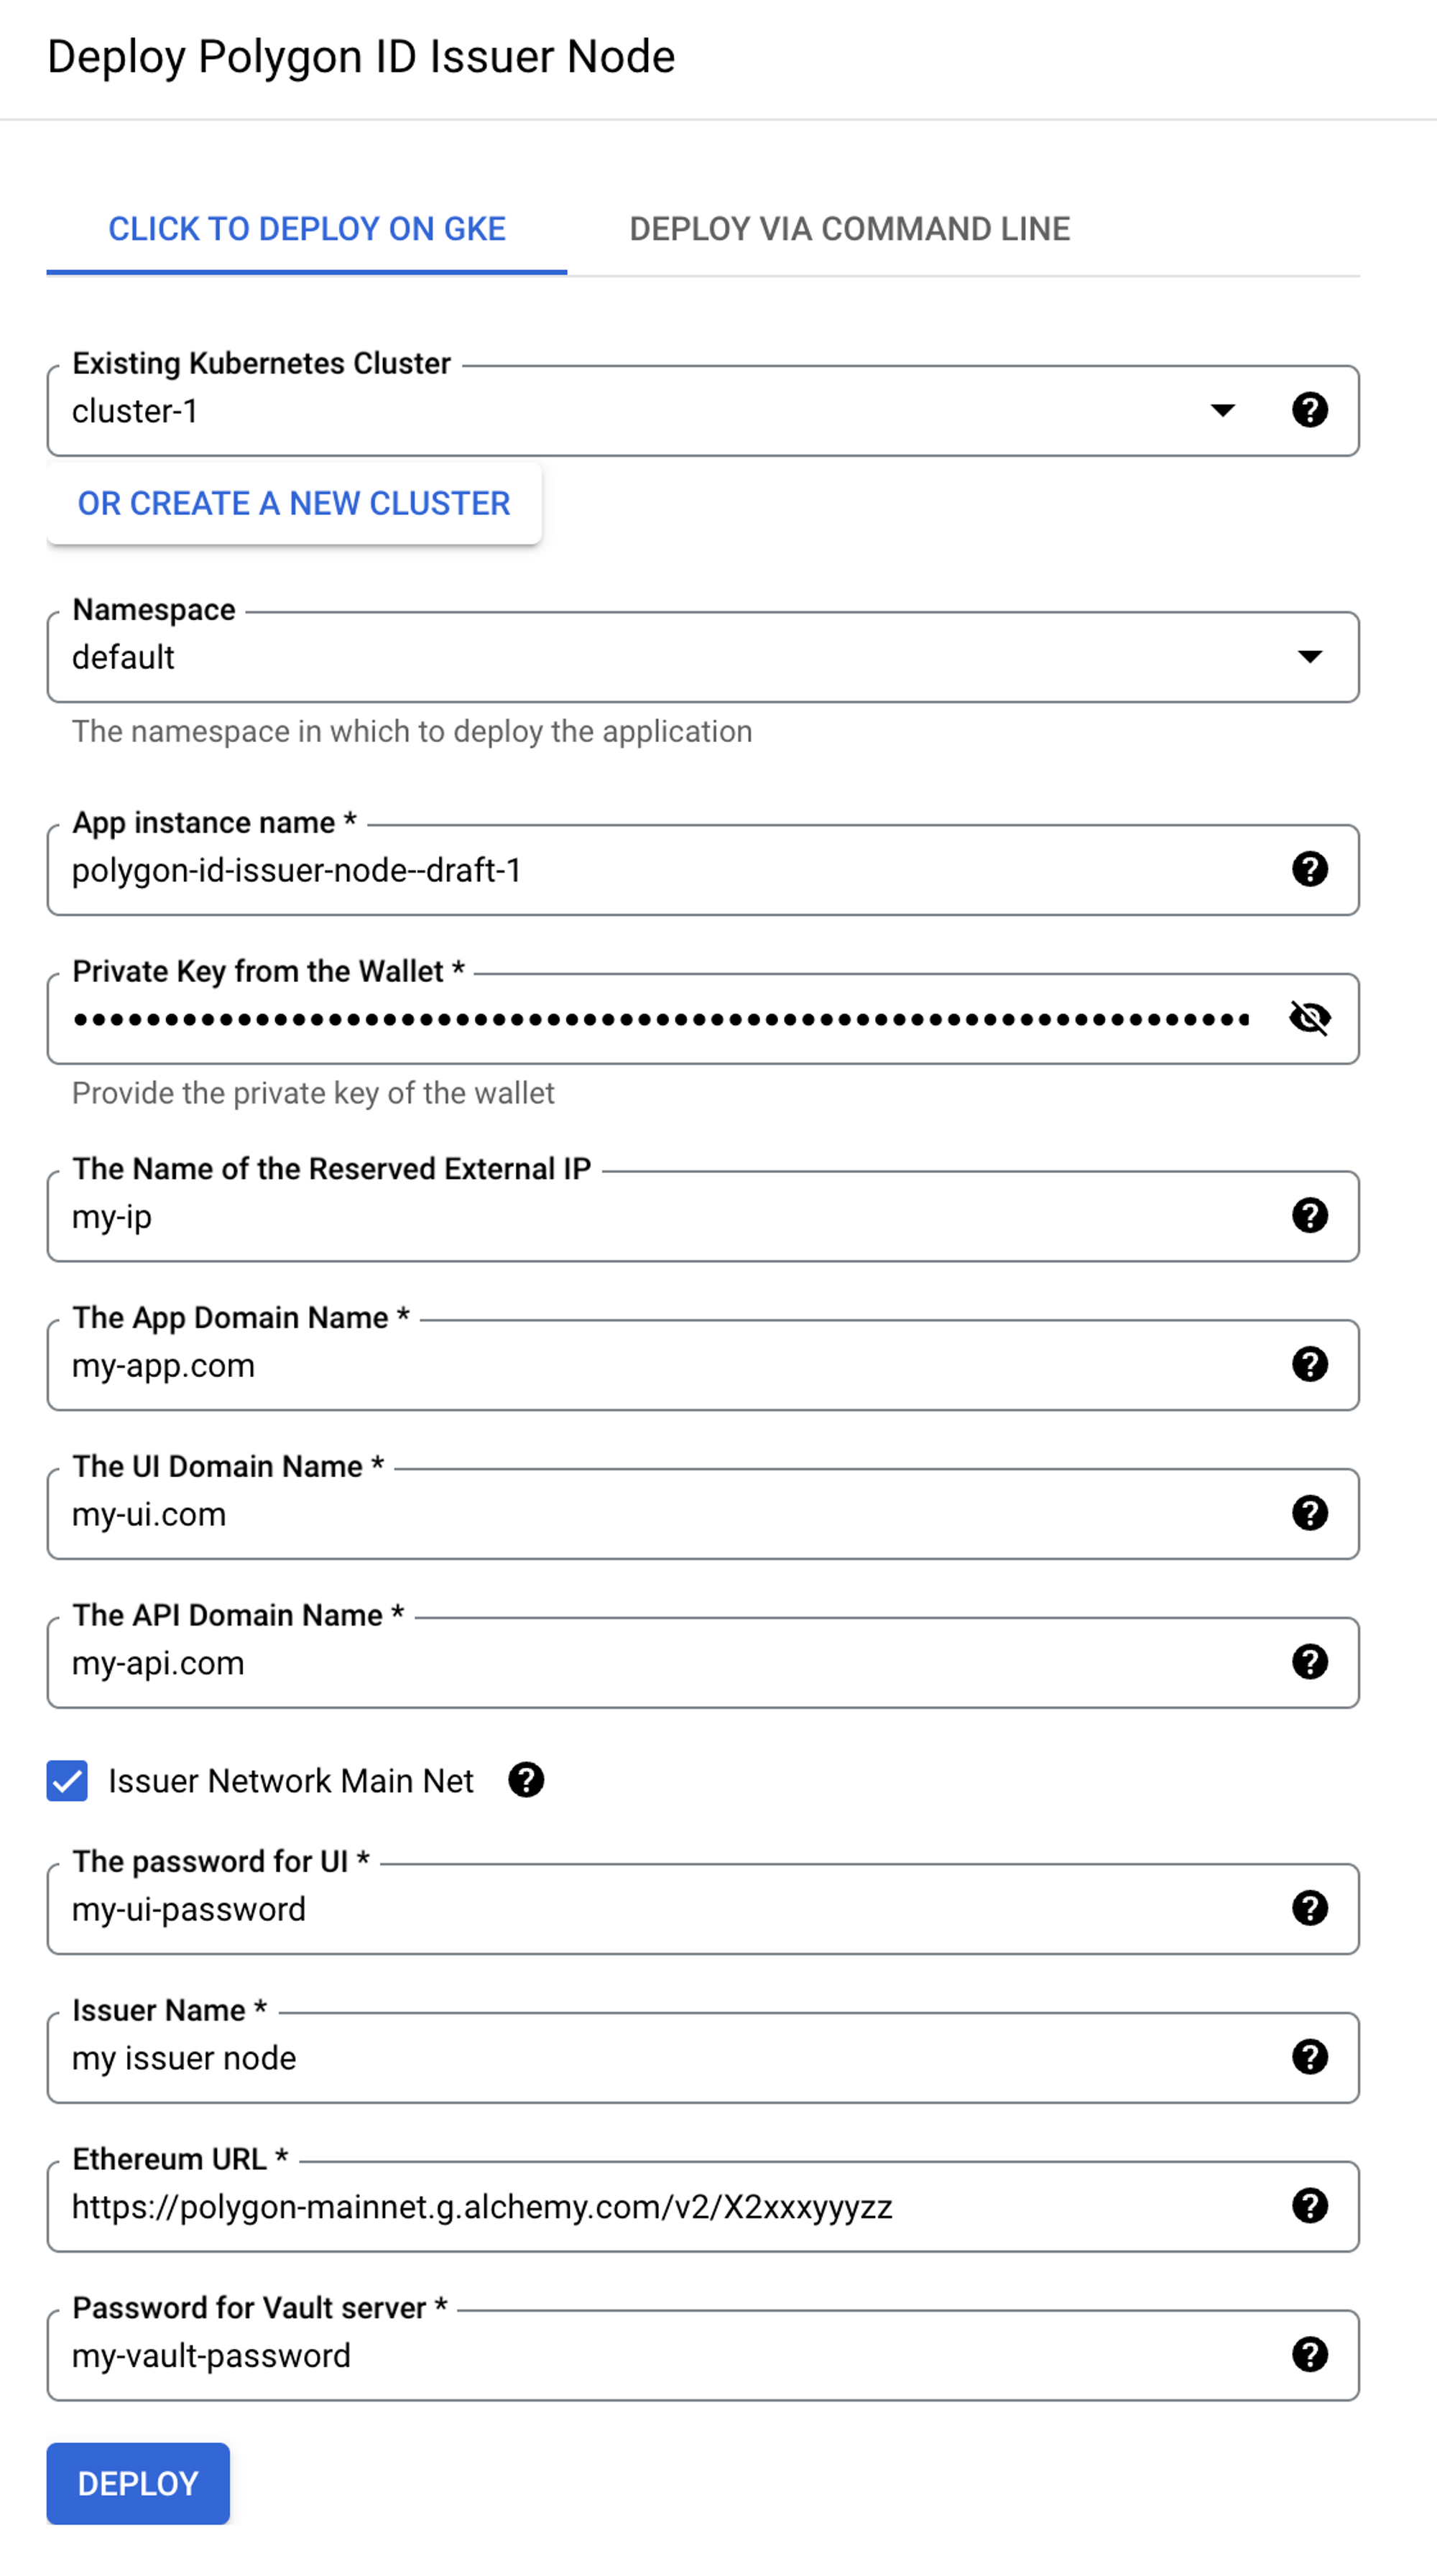 Deploy Polygon ID Issuer Node
CLICK TO DEPLOY ON GKE
DEPLOY VIA COMMAND LINE
Existing Kubernetes Cluster
cluster-1
OR CREATE A NEW CLUSTER
Namespace
default
The namespace in which to deploy the application
App instance name *
polygon-id-issuer-node--draft-1
Private Key from the Wallet *
Provide the private key of the wallet
The Name of the Reserved External IP
my-ip
The App Domain Name *
my-app.com
The UI Domain Name *
my-ui.com
The API Domain Name *
my-api.com
Issuer Network Main Net
The password for UI *
my-ui-password
Issuer Name *
my issuer node
Ethereum URL *
https://polygon-mainnet.g.alchemy.com/v2/X2xxxyyyzz
Password for Vault server *
my-vault-password
DEPLOY